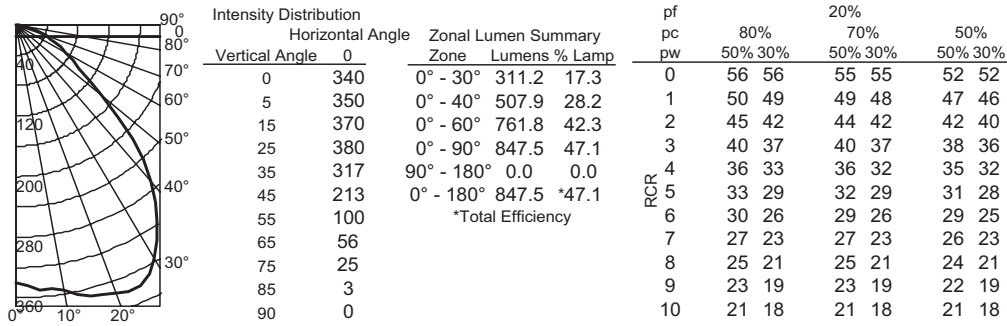 90°
0
80°
70°
60°
50°
40°
30°
20°
10°
0°
40
120
200
280
360
Intensity Distribution
Horizontal Angle
Vertical Angle 0
0 340
5 350
15 370
25 380
35 317
45 213
55 100
65 56
75 25
85 3
90 0
Zonal Lumen Summary
Zone Lumens % Lamp
0° - 30° 311.2 17.3
0° - 40° 507.9 28.2
0° - 60° 761.8 42.3
0° - 90° 847.5 47.1
90° - 180° 0.0 0.0
0° - 180° 847.5 *47.1
*Total Efficiency
pf 20%
pc 80% 70% 50%
pw 50% 30% 50% 30% 50% 30%
RCR
0 56 56 55 55 52 52
1 50 49 49 48 47 46
2 45 42 44 42 42 40
3 40 37 40 37 38 36
4 36 33 36 32 35 32
5 33 29 32 29 31 28
6 30 26 29 26 29 25
7 27 23 27 23 26 23
8 25 21 25 21 24 21
9 23 19 23 19 22 19
10 21 18 21 18 21 18